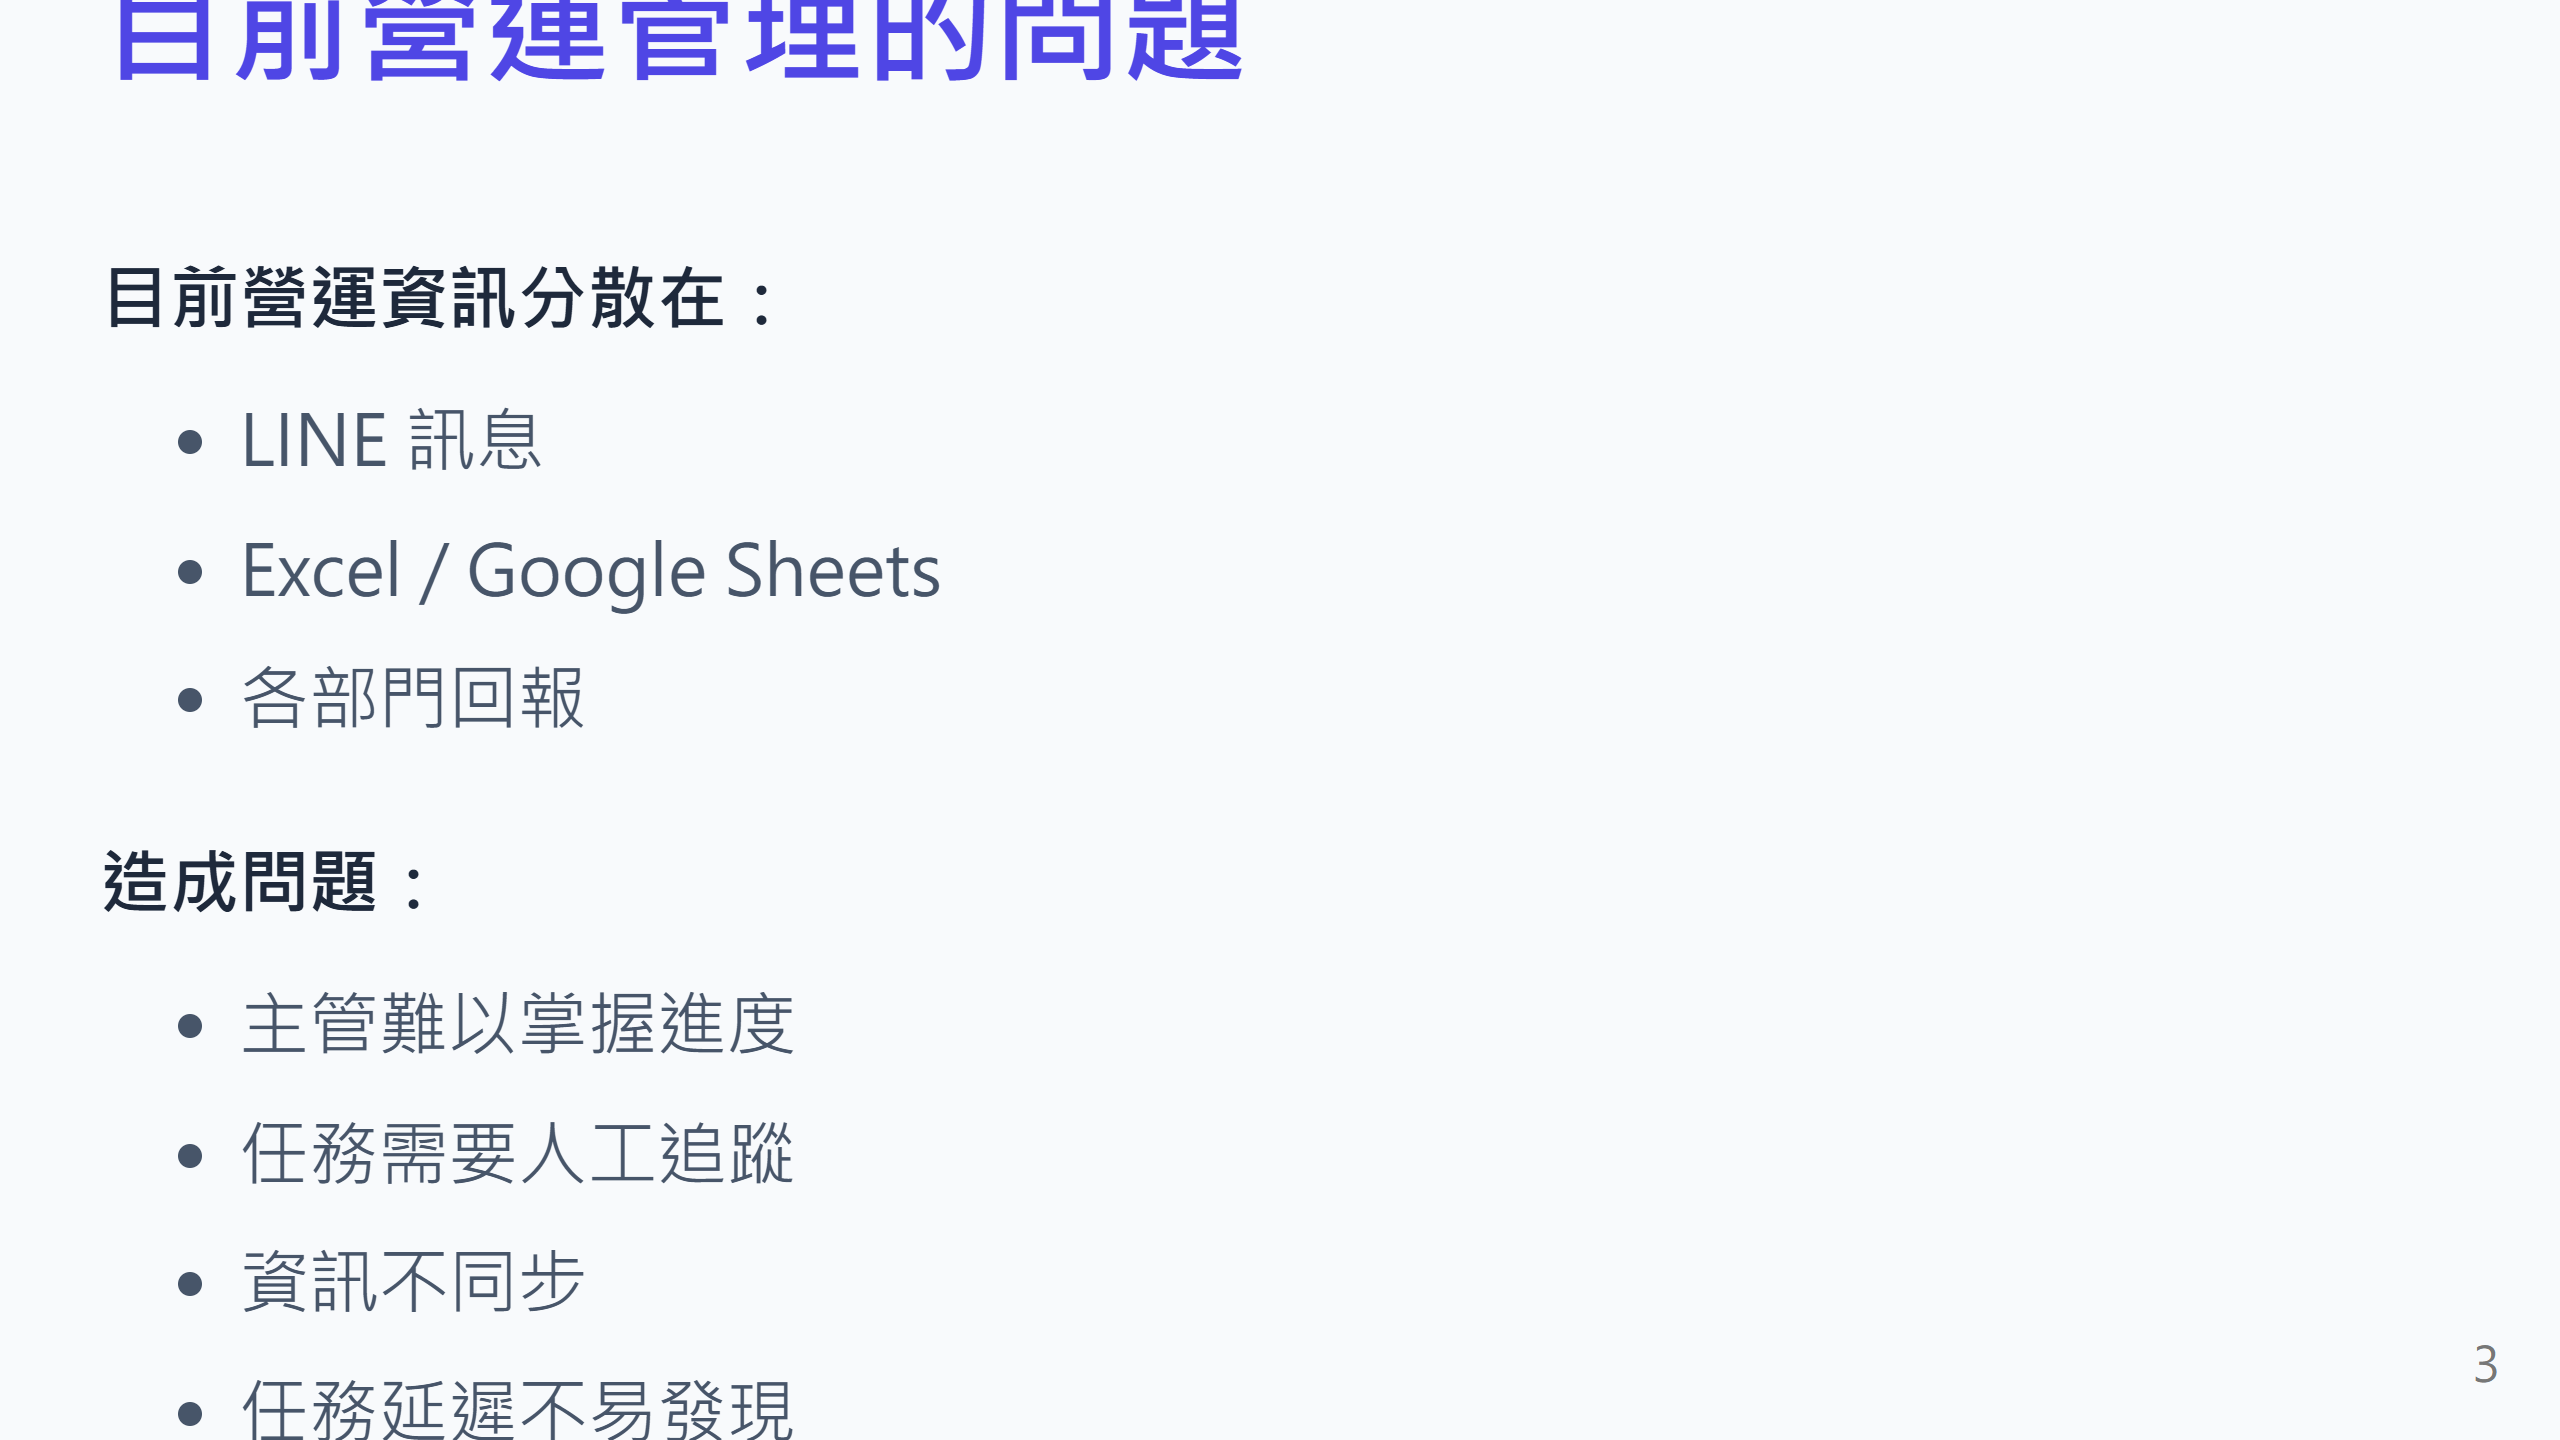 目前營運管理的問題
目前營運資訊分散在：
• LINE 訊息
• Excel / Google Sheets
• 各部門回報
造成問題：
• 主管難以掌握進度
• 任務需要人工追蹤
• 資訊不同步
• 任務延遲不易發現
3